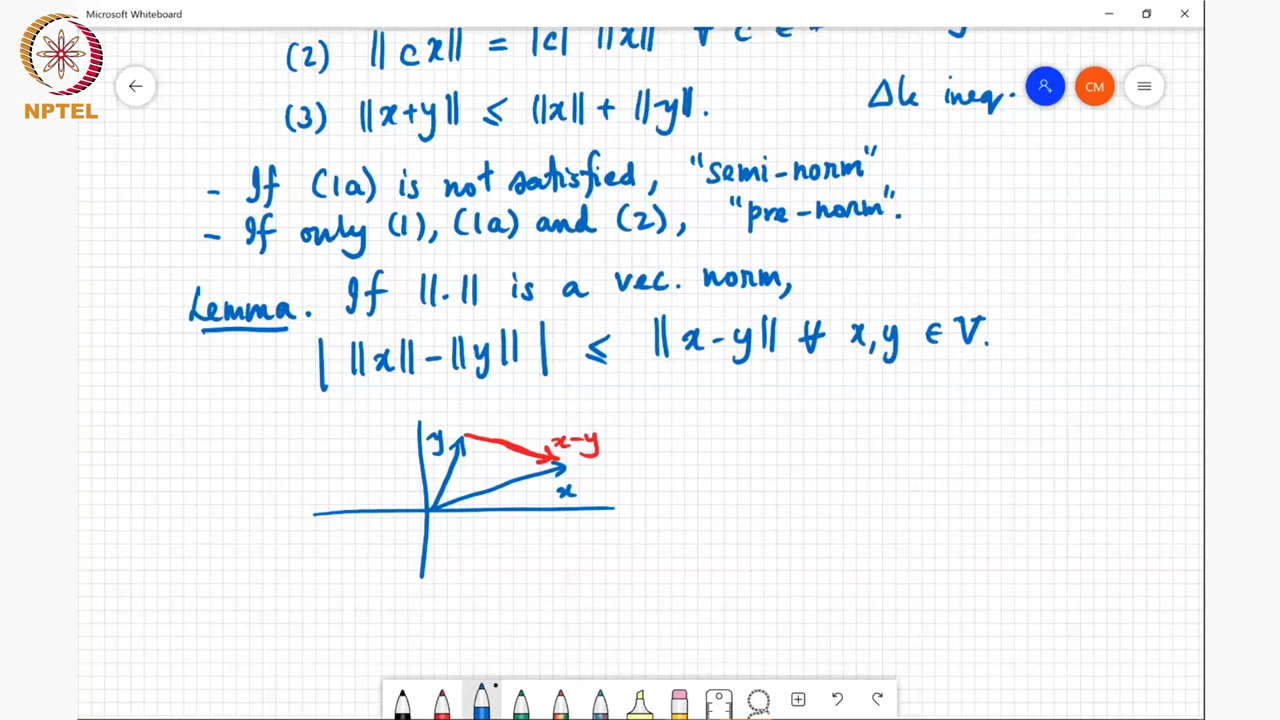 Microsoft Whiteboard
NPTEL
(2) ||cx|| = |c| ||x|| ∀ c ∈
(3) ||x+y|| ≤ ||x|| + ||y||.
Δle ineq.
CM
- If (1a) is not satisfied, "semi-norm"
- If only (1), (1a) and (2), "pre-norm".
Lemma. If ||.|| is a vec. norm,
| ||x|| - ||y|| | ≤ ||x-y|| ∀ x,y ∈ V.
y
x-y
x